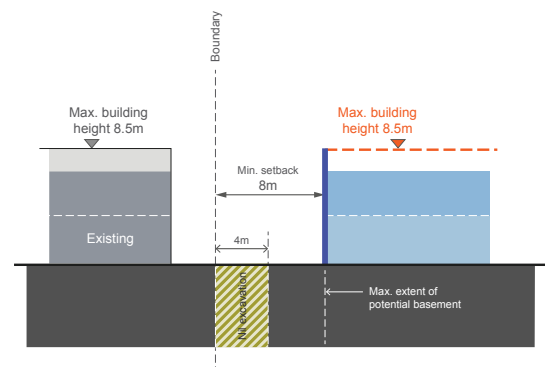 Boundary
Max. building
height 8.5m
Max. building
height 8.5m
Min. setback
8m
Existing
4m
Nil excavation
Max. extent of
potential basement